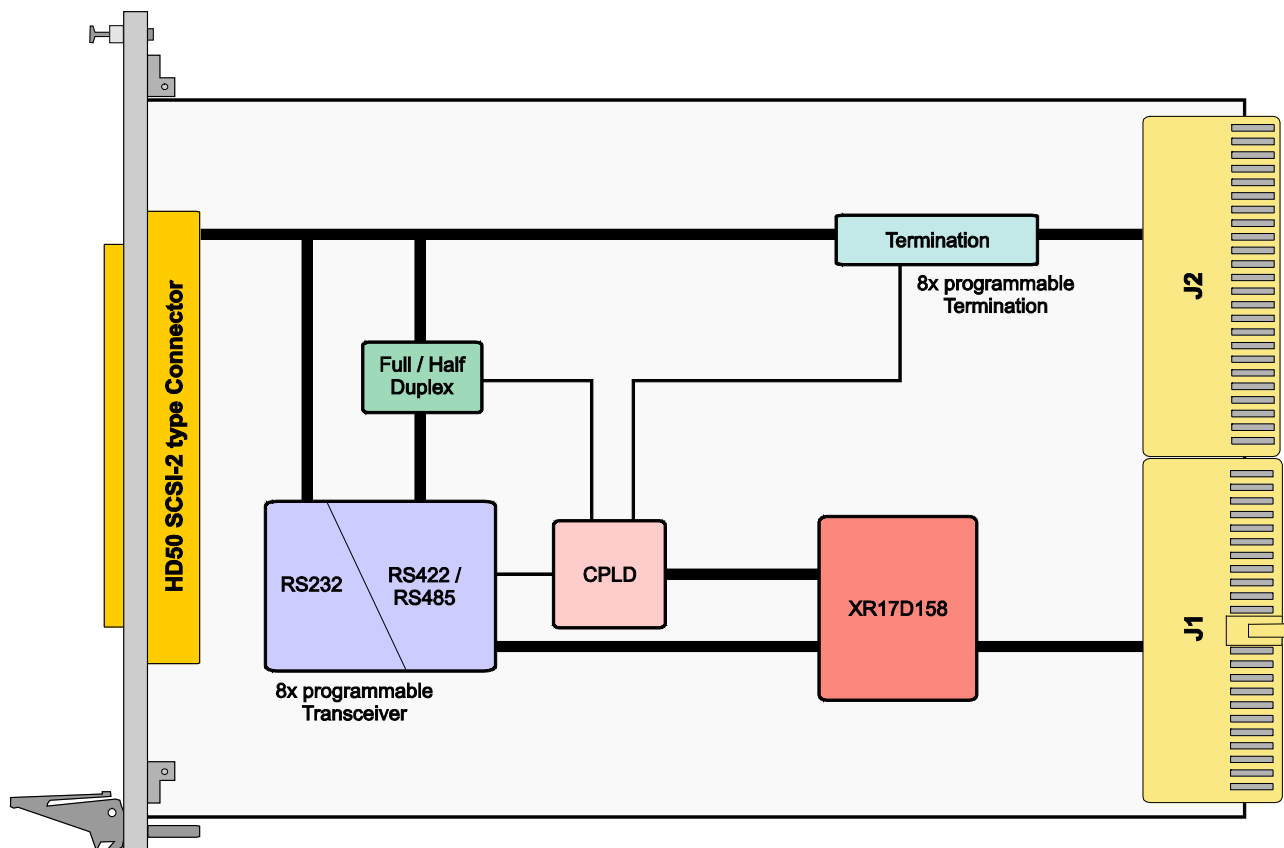 HD50 SCSI-2 type Connector
Termination
8x programmable
Termination
J2
Full / Half
Duplex
RS232
RS422 /
RS485
8x programmable
Transceiver
CPLD
XR17D158
J1